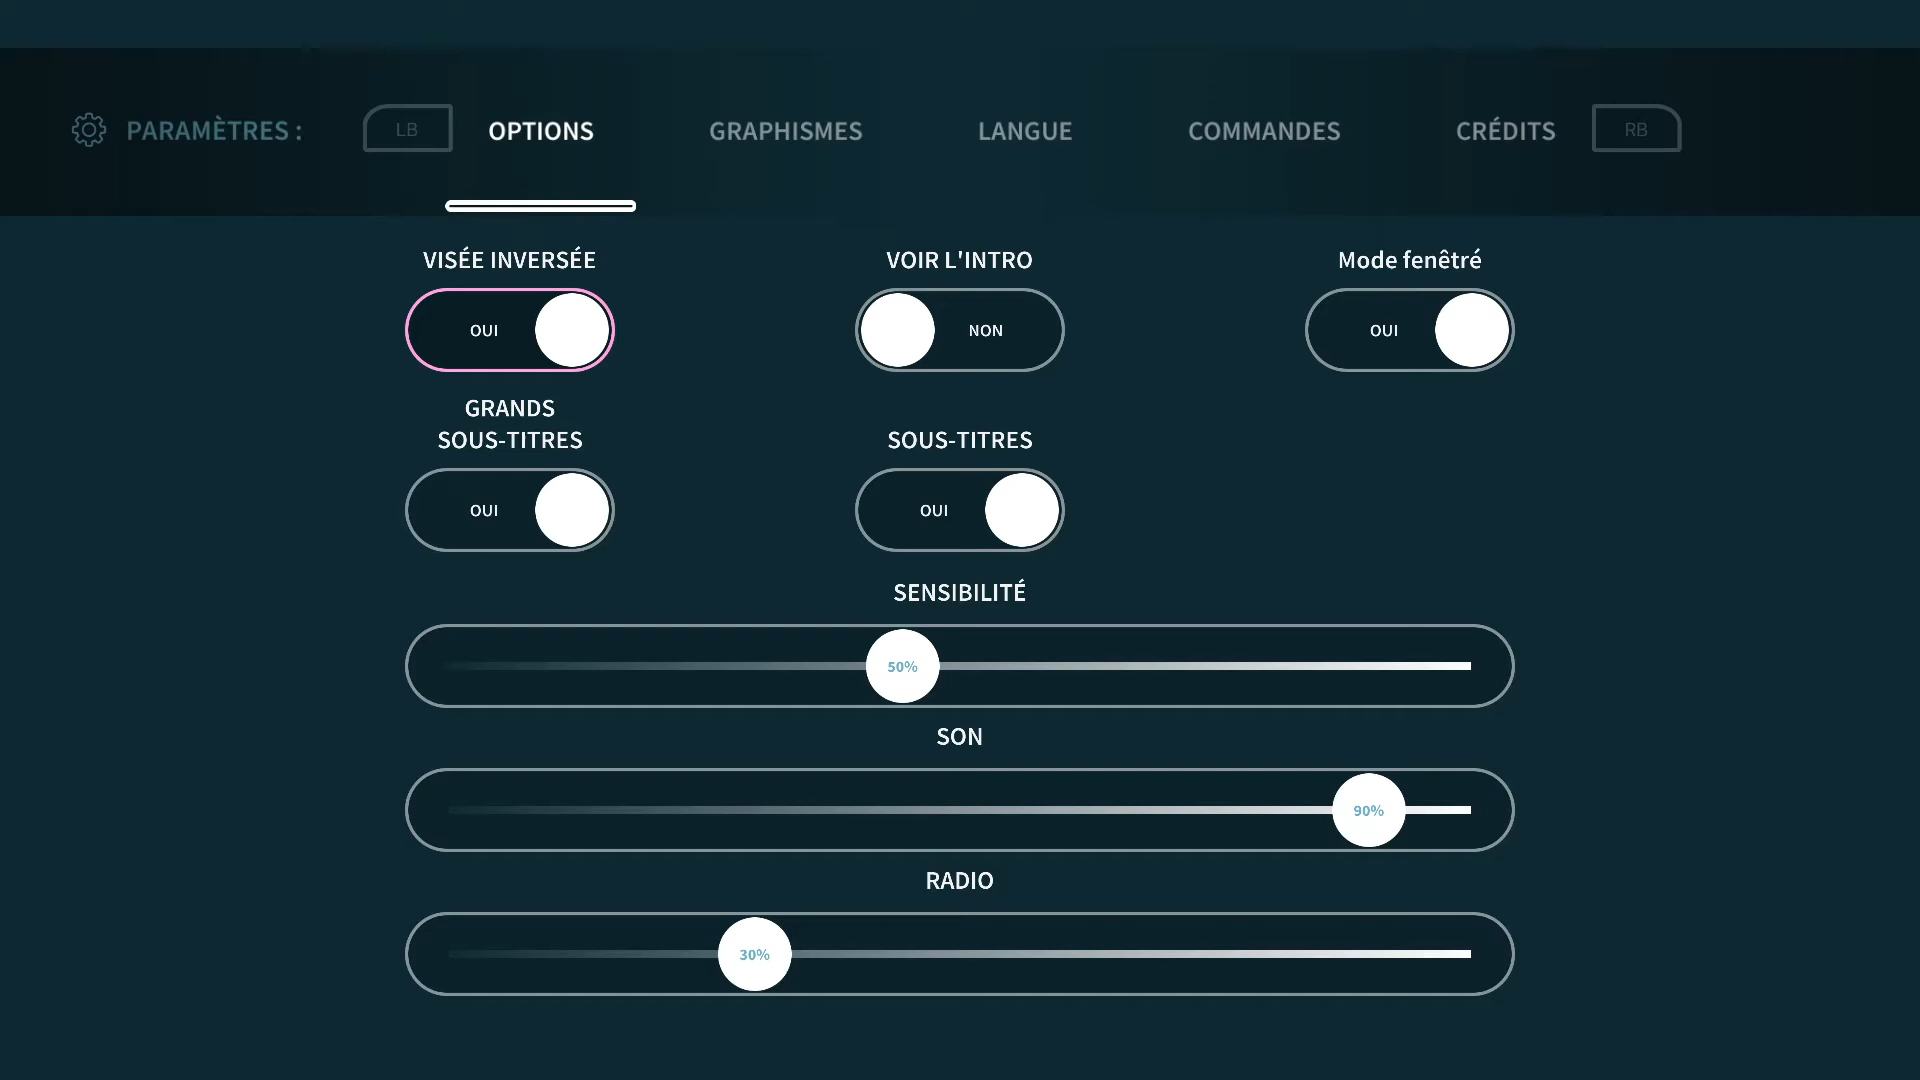 PARAMÈTRES :
LB
OPTIONS
GRAPHISMES
LANGUE
COMMANDES
CRÉDITS
RB
VISÉE INVERSÉE
OUI
VOIR L'INTRO
NON
Mode fenêtré
OUI
GRANDS
SOUS-TITRES
OUI
SOUS-TITRES
OUI
SENSIBILITÉ
50%
SON
90%
RADIO
30%